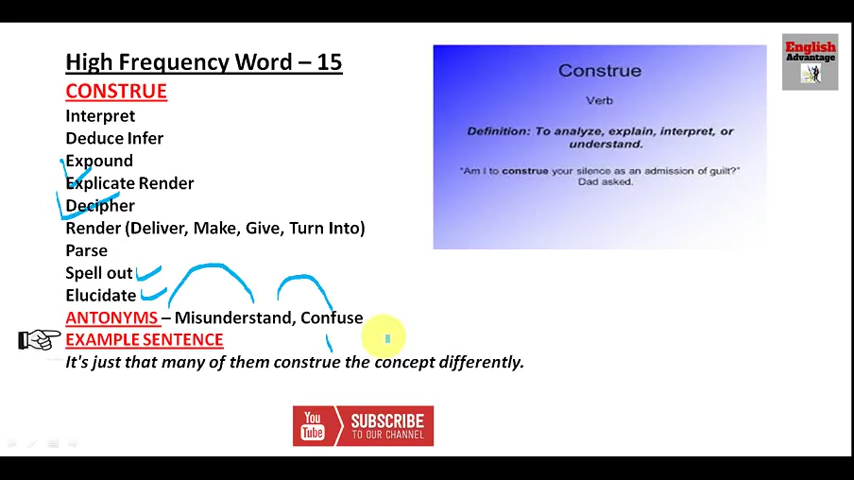 High Frequency Word – 15
CONSTRUE
Interpret
Deduce Infer
Expound
Explicate Render
Decipher
Render (Deliver, Make, Give, Turn Into)
Parse
Spell out
Elucidate
ANTONYMS – Misunderstand, Confuse
EXAMPLE SENTENCE
It's just that many of them construe the concept differently.
Construe
Verb
Definition: To analyze, explain, interpret, or
understand.
"Am I to construe your silence as an admission of guilt?"
Dad asked.
English
Advantage
You
Tube
SUBSCRIBE
TO OUR CHANNEL